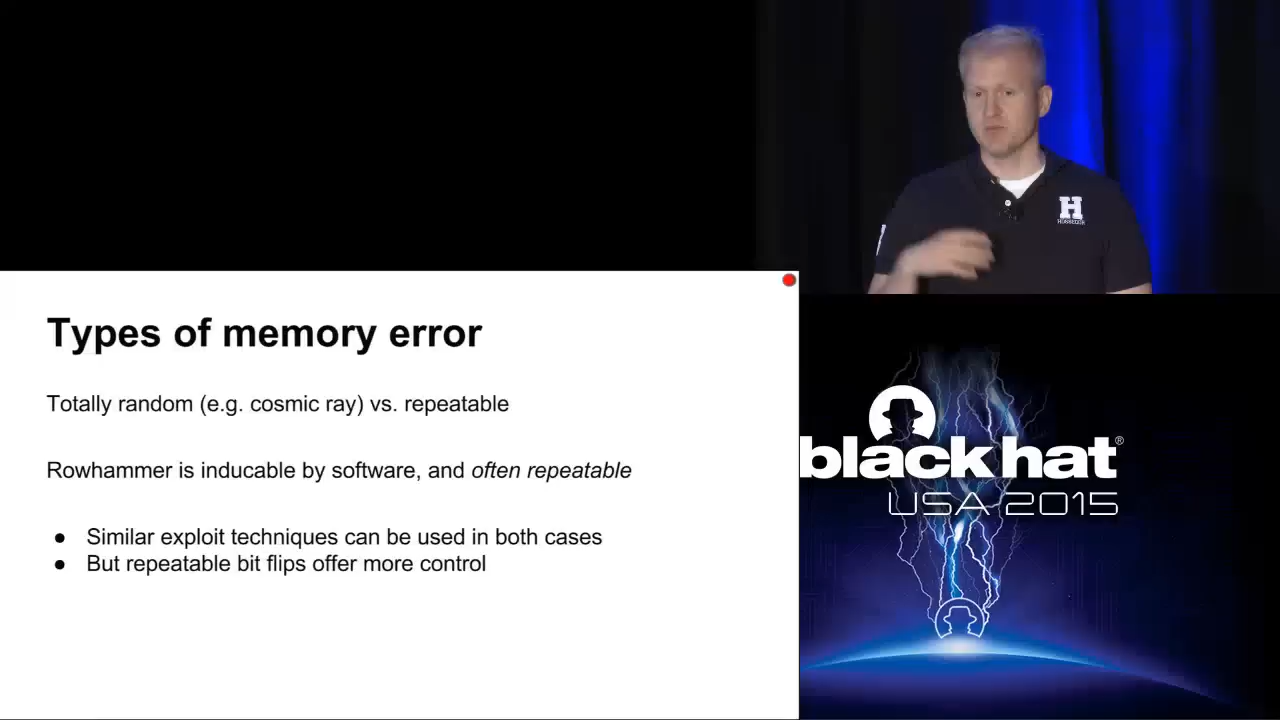 H
Types of memory error
Totally random (e.g. cosmic ray) vs. repeatable
Rowhammer is inducable by software, and often repeatable
● Similar exploit techniques can be used in both cases
● But repeatable bit flips offer more control
black hat®
USA 2015